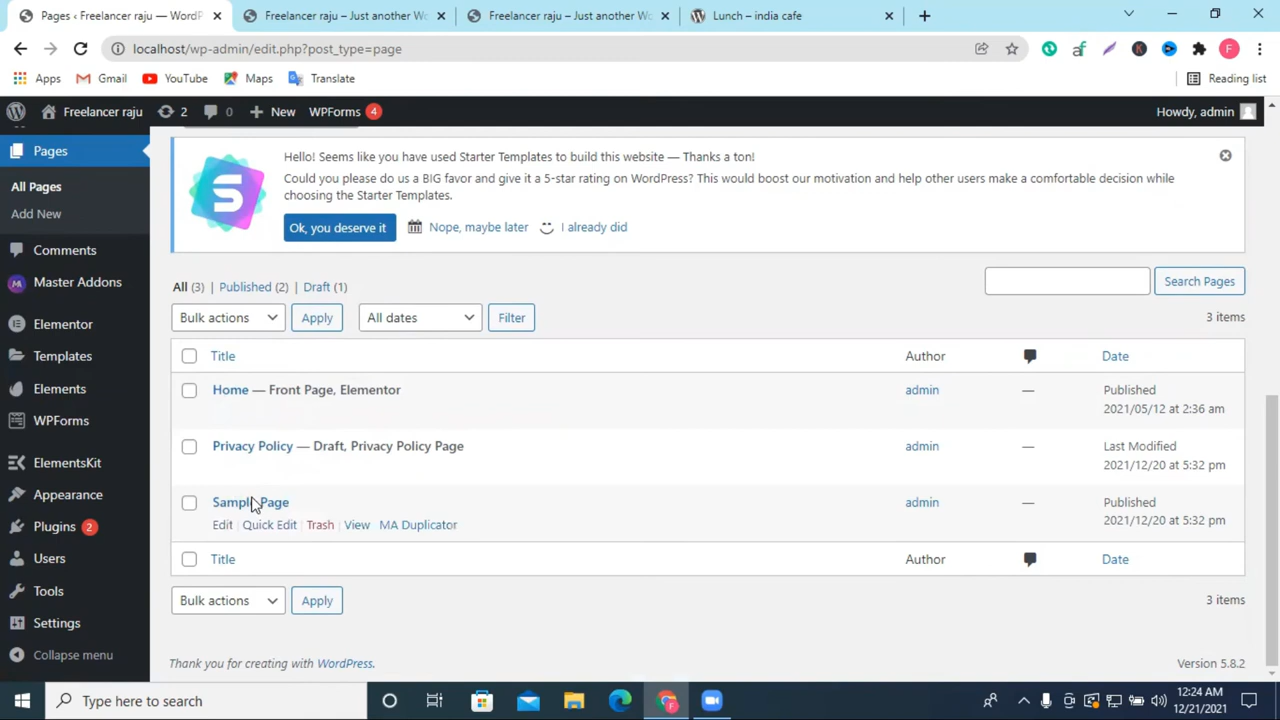 Pages ‹ Freelancer raju — WordP
Freelancer raju – Just another Wo
Freelancer raju – Just another Wo
Lunch – india cafe
localhost/wp-admin/edit.php?post_type=page
Apps Gmail YouTube Maps Translate Reading list
Freelancer raju 2 0 New WPForms 4 Howdy, admin
Pages
All Pages
Add New
Comments
Master Addons
Elementor
Templates
Elements
WPForms
ElementsKit
Appearance
Plugins 2
Users
Tools
Settings
Collapse menu
Hello! Seems like you have used Starter Templates to build this website — Thanks a ton!
Could you please do us a BIG favor and give it a 5-star rating on WordPress? This would boost our motivation and help other users make a comfortable decision while
choosing the Starter Templates.
Ok, you deserve it Nope, maybe later I already did
All (3) | Published (2) | Draft (1)
Search Pages
Bulk actions Apply All dates Filter 3 items
Title Author Date
Home — Front Page, Elementor admin — Published
2021/05/12 at 2:36 am
Privacy Policy — Draft, Privacy Policy Page admin — Last Modified
2021/12/20 at 5:32 pm
Sample Page admin — Published
Edit | Quick Edit | Trash | View | MA Duplicator 2021/12/20 at 5:32 pm
Title Author Date
Bulk actions Apply 3 items
Thank you for creating with WordPress. Version 5.8.2
Type here to search
12:24 AM
12/21/2021